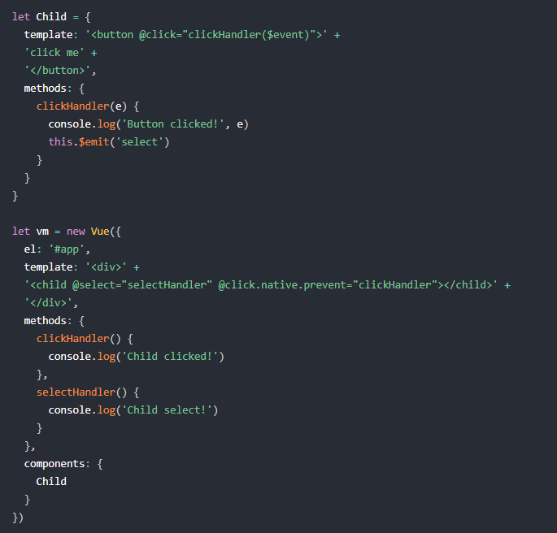 let Child = {
  template: '<button @click="clickHandler($event)">' +
  'click me' +
  '</button>',
  methods: {
    clickHandler(e) {
      console.log('Button clicked!', e)
      this.$emit('select')
    }
  }
}

let vm = new Vue({
  el: '#app',
  template: '<div>' +
  '<child @select="selectHandler" @click.native.prevent="clickHandler"></child>' +
  '</div>',
  methods: {
    clickHandler() {
      console.log('Child clicked!')
    },
    selectHandler() {
      console.log('Child select!')
    }
  },
  components: {
    Child
  }
})